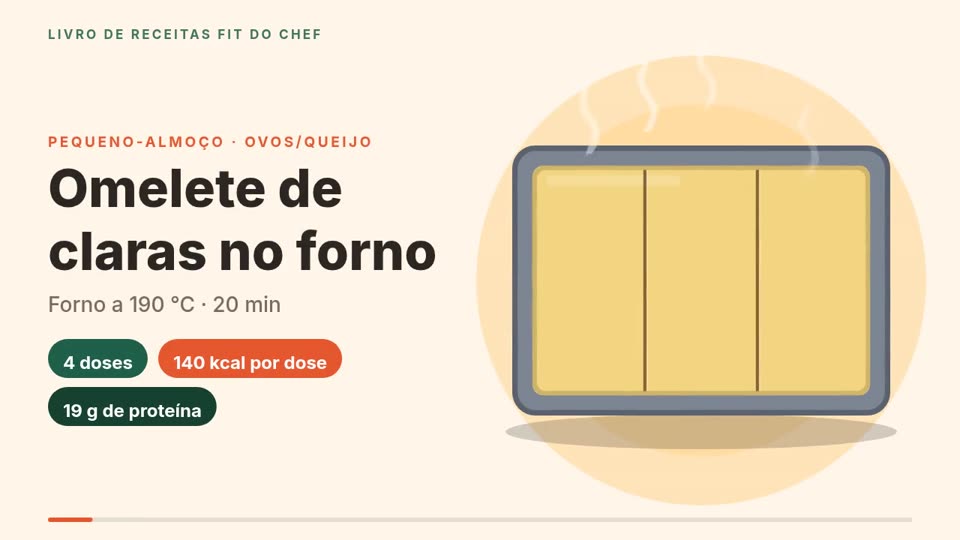 LIVRO DE RECEITAS FIT DO CHEF
PEQUENO-ALMOÇO · OVOS/QUEIJO
Omelete de
claras no forno
Forno a 190 °C · 20 min
4 doses
140 kcal por dose
19 g de proteína